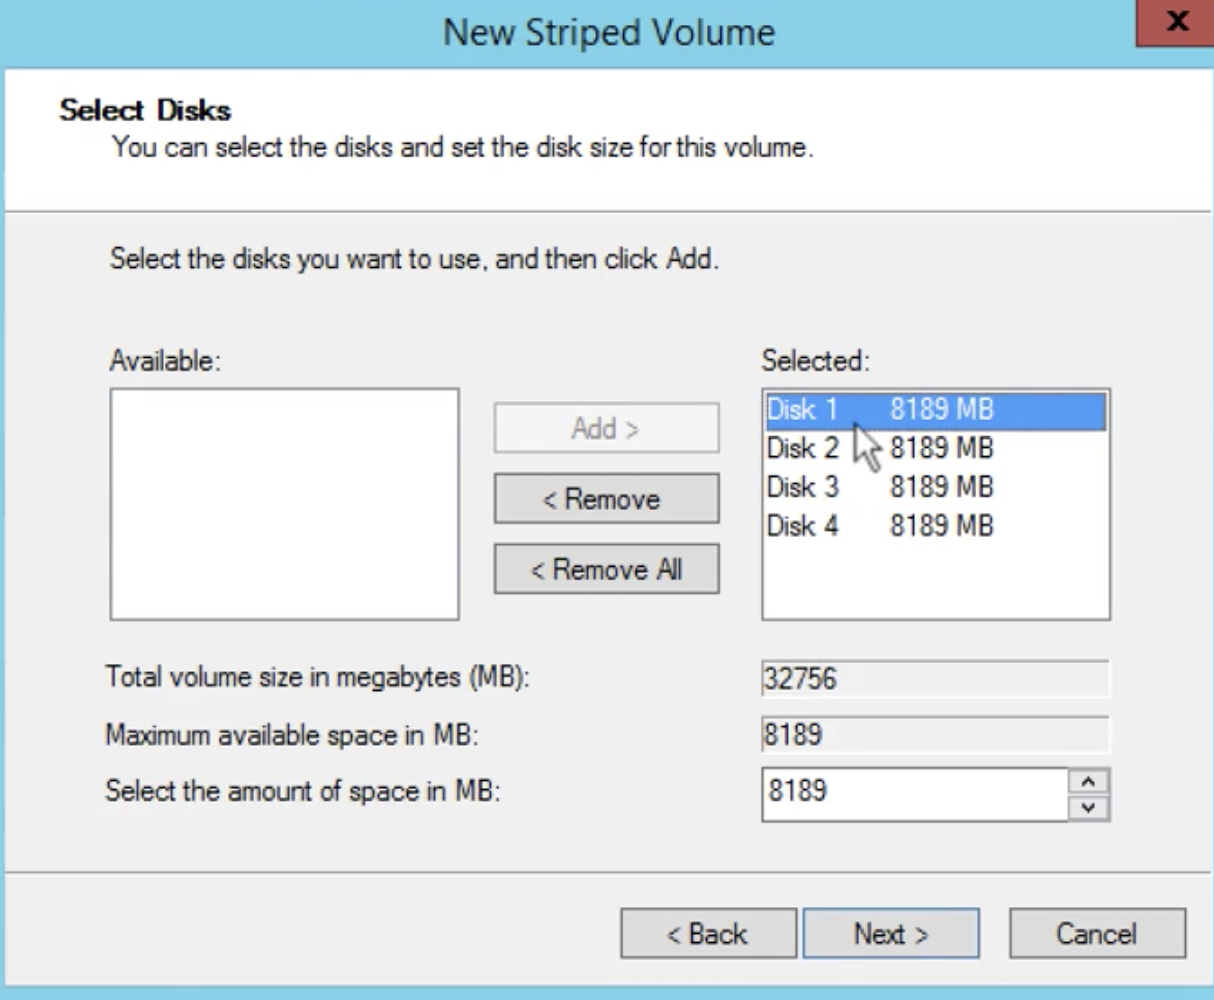 New Striped Volume
x
Select Disks
You can select the disks and set the disk size for this volume.
Select the disks you want to use, and then click Add.
Available:
Selected:
Add >
< Remove
< Remove All
Disk 1 8189 MB
Disk 2 8189 MB
Disk 3 8189 MB
Disk 4 8189 MB
Total volume size in megabytes (MB): 32756
Maximum available space in MB: 8189
Select the amount of space in MB: 8189
< Back Next > Cancel